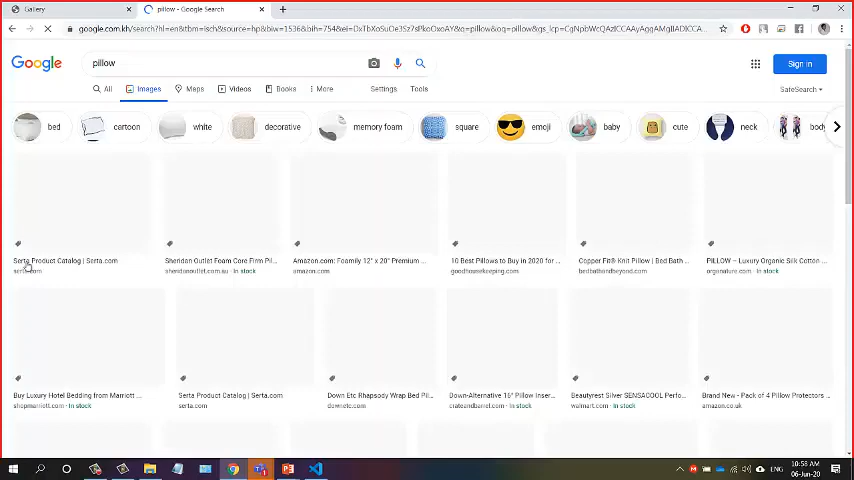 Gallery
pillow - Google Search
google.com.kh/search?hl=en&tbm=isch&source=hp&biw=1536&bih=754&ei=
Google
pillow
Sign in
All Images Maps Videos Books More Settings Tools
SafeSearch
bed cartoon white decorative memory foam square emoji baby cute neck body
Serta Product Catalog | Serta.com Sheridan Outlet Foam Core Firm Pil... Amazon.com: Foamily 12" x 20" Premium ... 10 Best Pillows to Buy in 2020 for ... Copper Fit® Knit Pillow | Bed Bath ... PILLOW – Luxury Organic Silk Cotton ...
serta.com sheridanoutlet.com.au · In stock amazon.com goodhousekeeping.com bedbathandbeyond.com orgenature.com · In stock
Buy Luxury Hotel Bedding from Marriott ... Serta Product Catalog | Serta.com Down Etc Rhapsody Wrap Bed Pil... Down-Alternative 16" Pillow Inser... Beautyrest Silver SENSACOOL Perfo... Brand New - Pack of 4 Pillow Protectors ...
shopmarriott.com · In stock serta.com downetc.com crateandbarrel.com · In stock walmart.com · In stock amazon.co.uk
ENG
10:58 AM
06-Jun-20